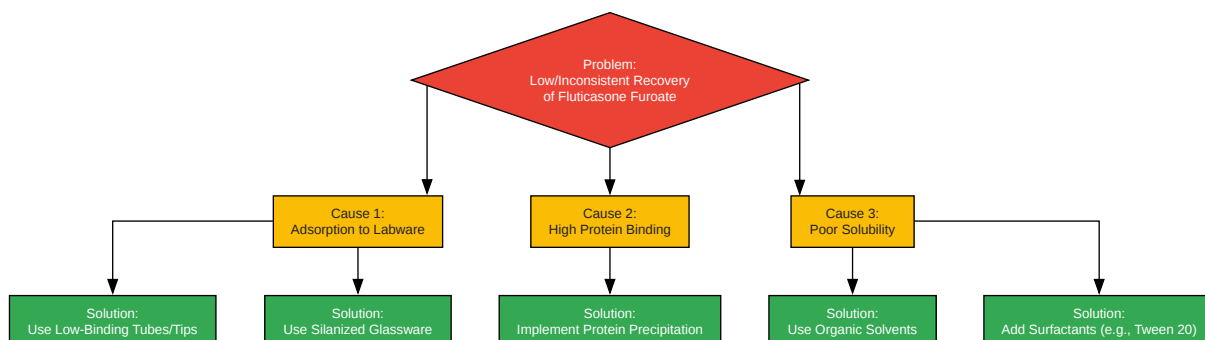 Problem:
Low/Inconsistent Recovery
of Fluticasone Furoate
Cause 1:
Adsorption to Labware
Cause 2:
High Protein Binding
Cause 3:
Poor Solubility
Solution:
Use Low-Binding Tubes/Tips
Solution:
Use Silanized Glassware
Solution:
Implement Protein Precipitation
Solution:
Use Organic Solvents
Solution:
Add Surfactants (e.g., Tween 20)